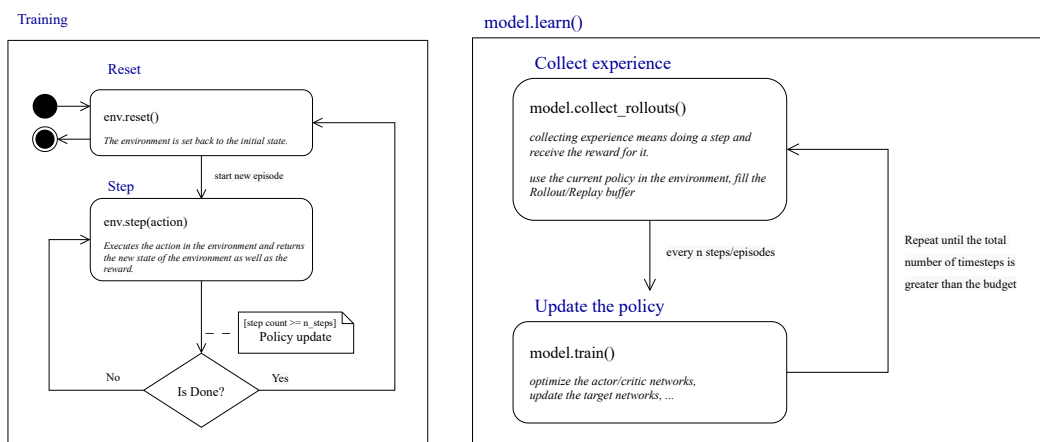 Training
Reset
env.reset()
The environment is set back to the initial state.
start new episode
Step
env.step(action)
Executes the action in the environment and returns
the new state of the environment as well as the
reward.
[step count >= n_steps]
Policy update
No
Is Done?
Yes
model.learn()
Collect experience
model.collect_rollouts()
collecting experience means doing a step and
receive the reward for it.
use the current policy in the environment, fill the
Rollout/Replay buffer
every n steps/episodes
Repeat until the total
number of timesteps is
greater than the budget
Update the policy
model.train()
optimize the actor/critic networks,
update the target networks, ...